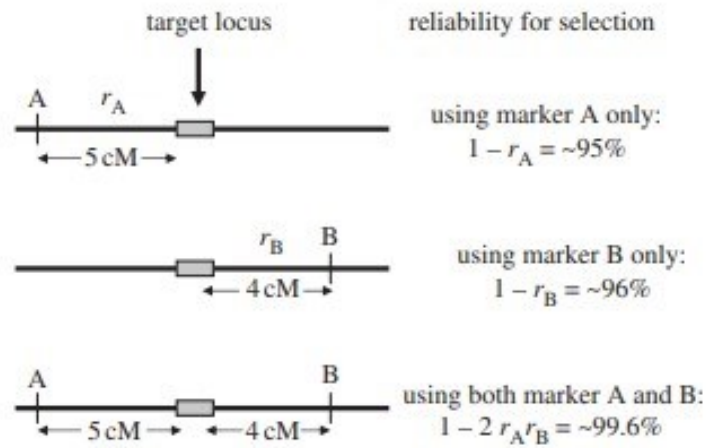 target locus
reliability for selection
A
r_A
5 cM
using marker A only:
1 – r_A = ~95%
r_B
B
4 cM
using marker B only:
1 – r_B = ~96%
A
B
5 cM
4 cM
using both marker A and B:
1 – 2 r_A r_B = ~99.6%